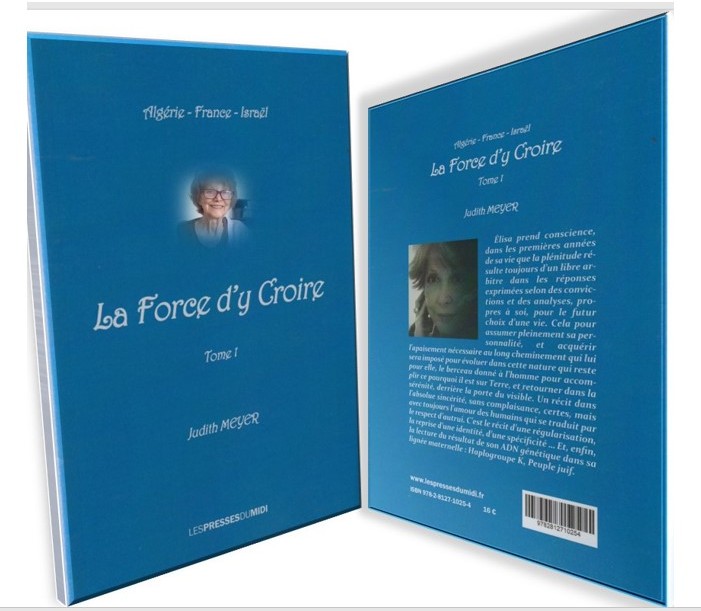 Algérie - France - Israël
La Force d'y Croire
Tome 1
Judith MEYER
LESPRESSESDUMIDI
Algérie - France - Israël
La Force d'y Croire
Tome 1
Judith MEYER
Élisa prend conscience,
dans les premières années
de sa vie que la plénitude ré-
sulte toujours d'un libre ar-
bitre dans les réponses
exprimées selon des convic-
tions et des analyses, pro-
pres à soi, pour le futur
choix d'une vie. Cela pour
assumer pleinement sa per-
sonnalité, et acquérir
l'apaisement nécessaire au long cheminement qui lui
sera imposé pour évoluer dans cette nature qui reste
pour elle, le berceau donné à l'homme pour accom-
plir ce pourquoi il est sur Terre, et retourner dans la
sérénité, derrière la porte du visible. Un récit dans
l'absolue sincérité, sans complaisance, certes, mais
avec toujours l'amour des humains qui se traduit par
le respect d'autrui. C'est le récit d'une régularisation,
la reprise d'une identité, d'une spécificité ... Et, enfin,
la lecture du résultat de son ADN génétique dans sa
lignée maternelle : Haplogroupe K, Peuple juif.
www.lespressesdumidi.fr
ISBN 978-2-8127-1025-4 16 €
9782812710254